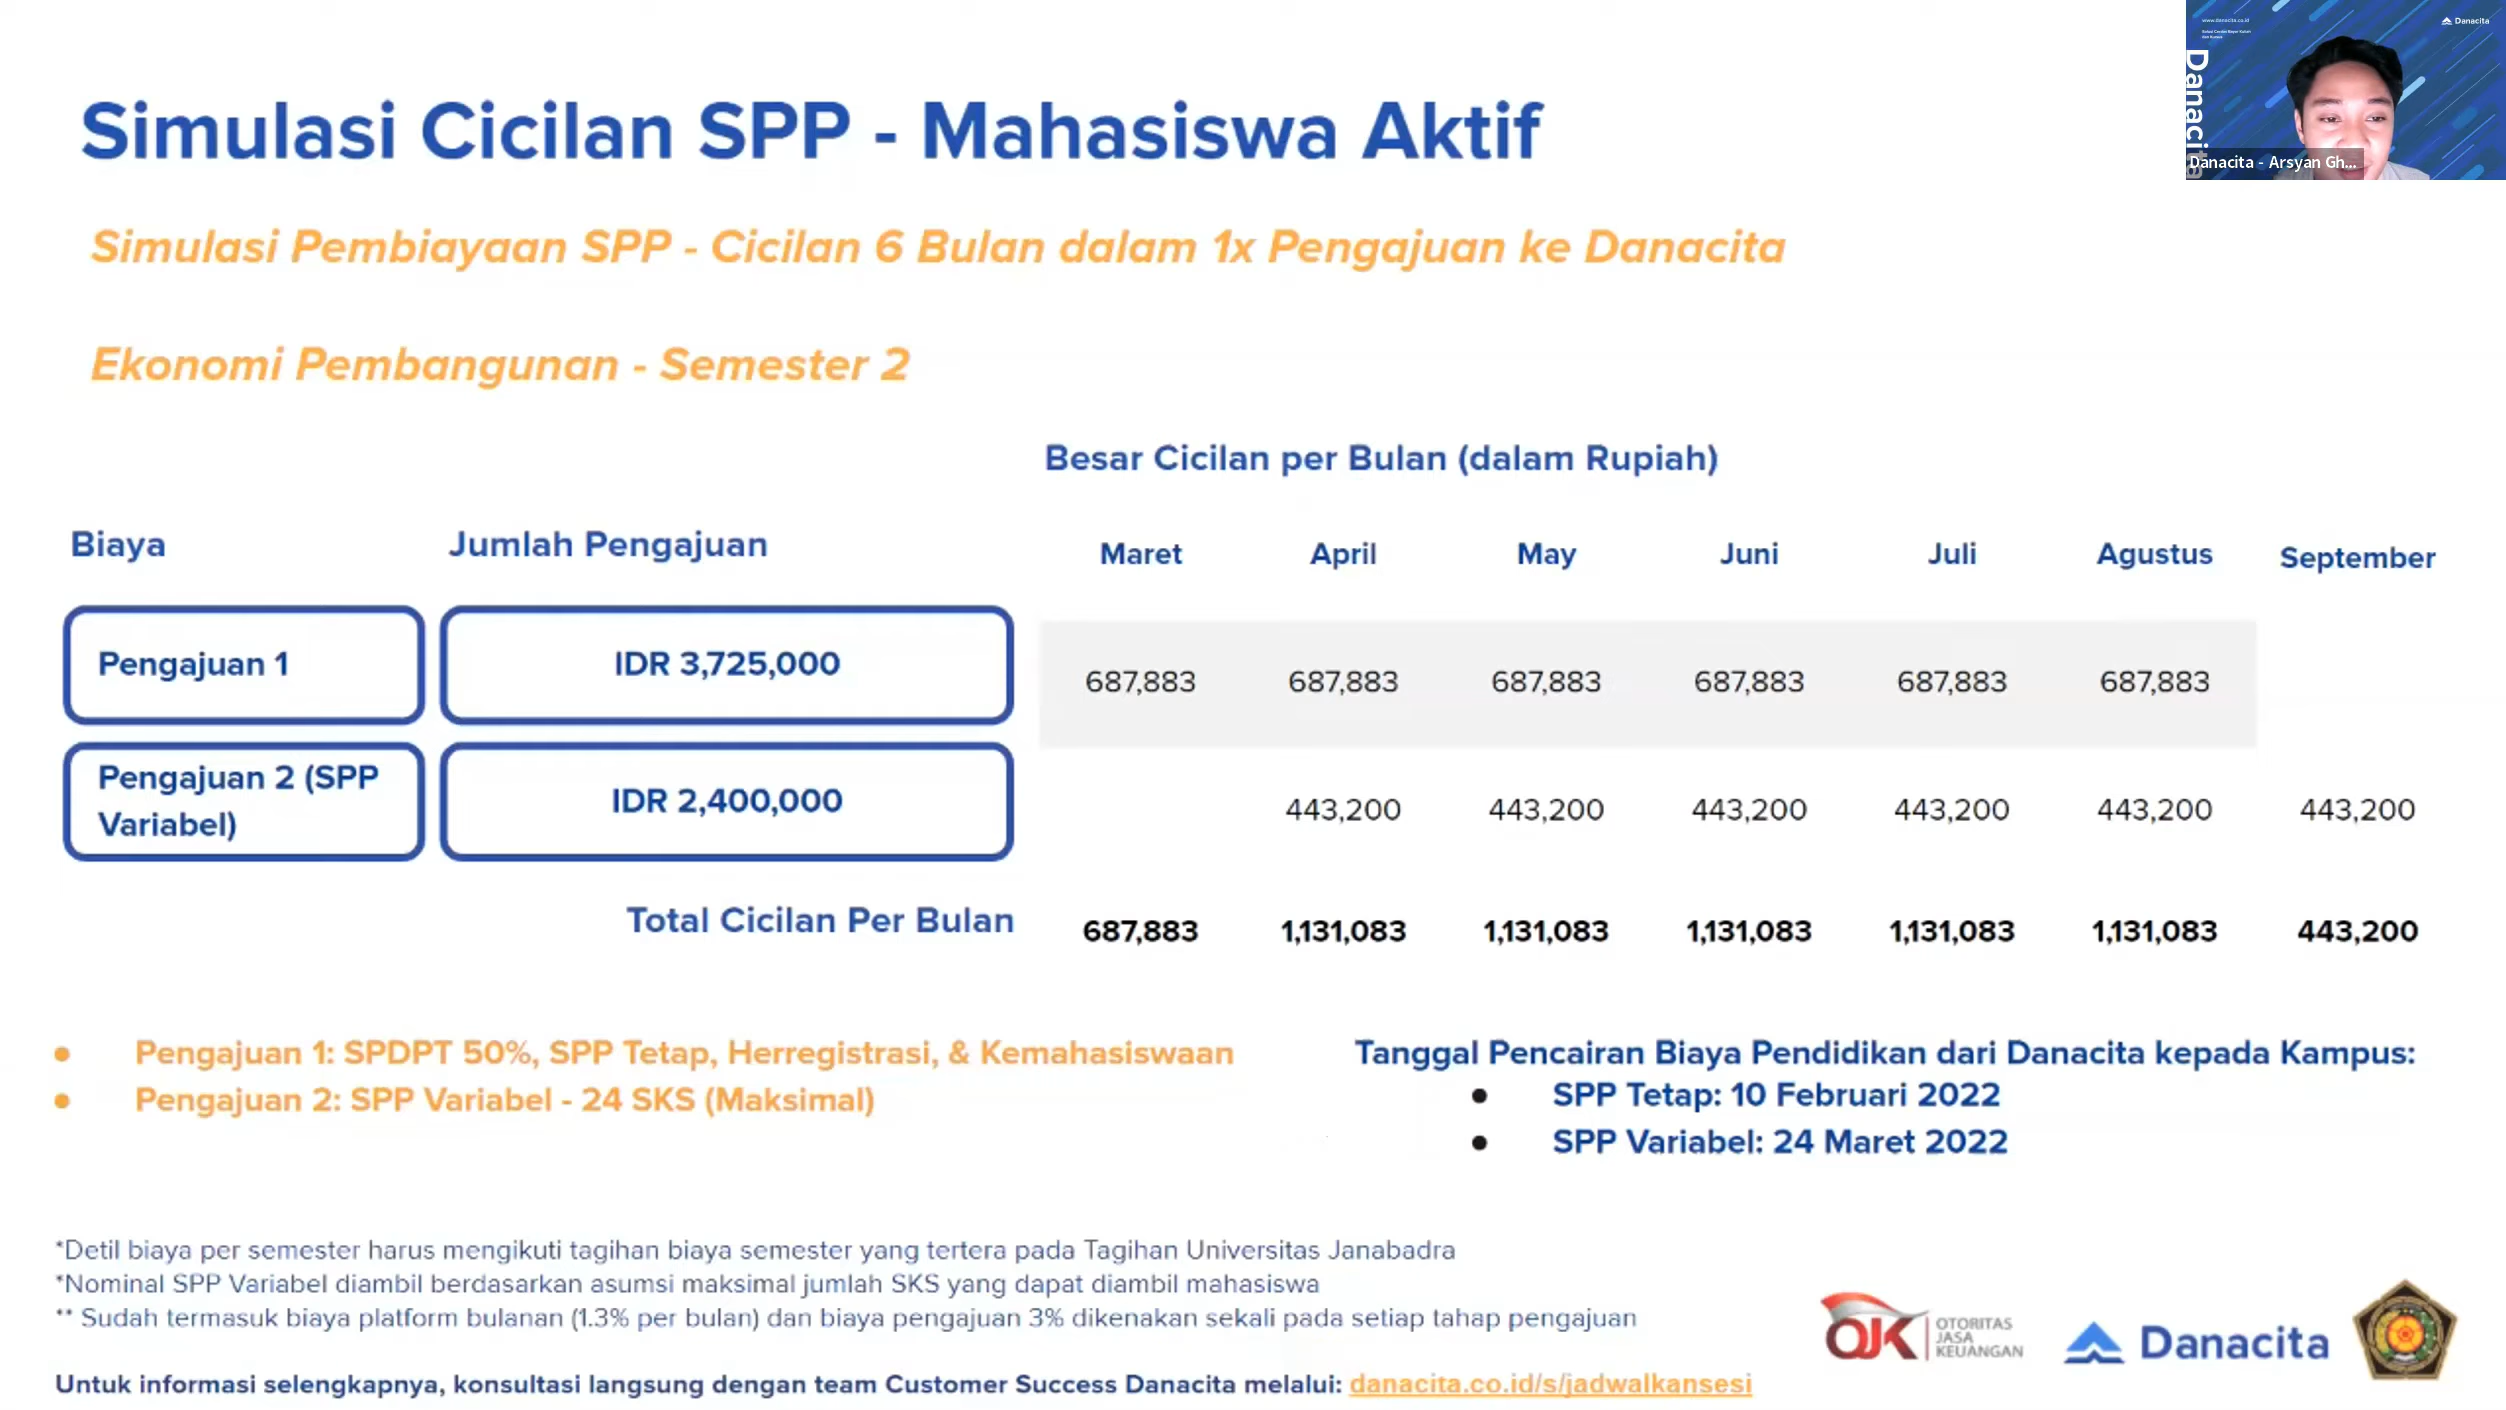 www.danacita.co.id
Danacita
Danacita
Danacita - Arsyan Gh...
Simulasi Cicilan SPP - Mahasiswa Aktif
Simulasi Pembiayaan SPP - Cicilan 6 Bulan dalam 1x Pengajuan ke Danacita
Ekonomi Pembangunan - Semester 2
Besar Cicilan per Bulan (dalam Rupiah)
Biaya Jumlah Pengajuan Maret April May Juni Juli Agustus September
Pengajuan 1 IDR 3,725,000 687,883 687,883 687,883 687,883 687,883 687,883
Pengajuan 2 (SPP
Variabel) IDR 2,400,000 443,200 443,200 443,200 443,200 443,200 443,200
Total Cicilan Per Bulan 687,883 1,131,083 1,131,083 1,131,083 1,131,083 1,131,083 443,200
● Pengajuan 1: SPDPT 50%, SPP Tetap, Herregistrasi, & Kemahasiswaan
● Pengajuan 2: SPP Variabel - 24 SKS (Maksimal)
Tanggal Pencairan Biaya Pendidikan dari Danacita kepada Kampus:
● SPP Tetap: 10 Februari 2022
● SPP Variabel: 24 Maret 2022
*Detil biaya per semester harus mengikuti tagihan biaya semester yang tertera pada Tagihan Universitas Janabadra
*Nominal SPP Variabel diambil berdasarkan asumsi maksimal jumlah SKS yang dapat diambil mahasiswa
** Sudah termasuk biaya platform bulanan (1.3% per bulan) dan biaya pengajuan 3% dikenakan sekali pada setiap tahap pengajuan
Untuk informasi selengkapnya, konsultasi langsung dengan team Customer Success Danacita melalui: danacita.co.id/s/jadwalkansesi
OJK
OTORITAS
JASA
KEUANGAN
Danacita